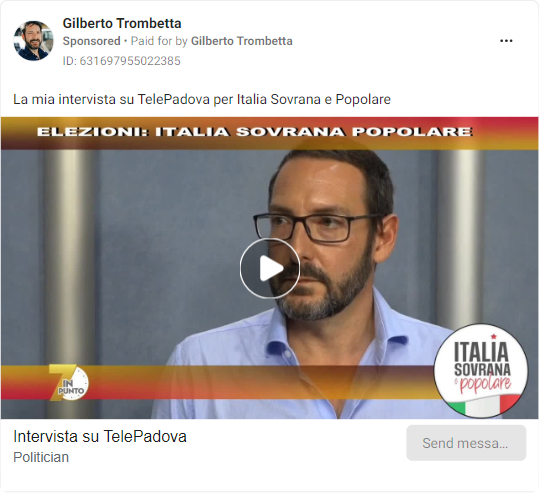 Gilberto Trombetta
Sponsored • Paid for by Gilberto Trombetta
ID: 631697955022385
La mia intervista su TelePadova per Italia Sovrana e Popolare
ELEZIONI: ITALIA SOVRANA POPOLARE
7 IN
PUNTO
ITALIA
SOVRANA
e popolare
Intervista su TelePadova
Politician
Send messa...